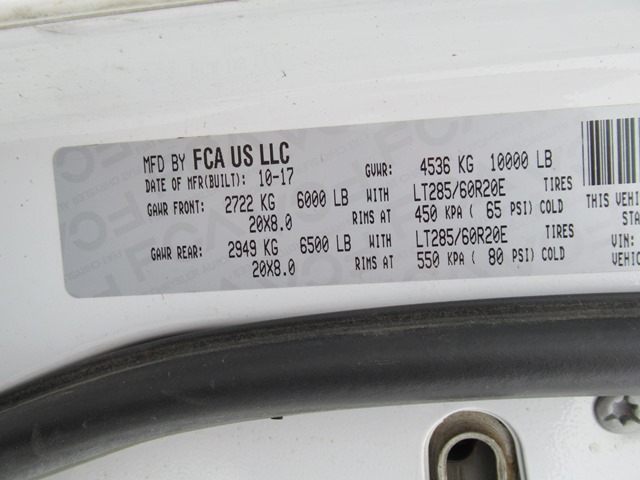 MFD BY FCA US LLC
DATE OF MFR(BUILT): 10-17 GVWR: 4536 KG 10000 LB
GAWR FRONT: 2722 KG 6000 LB WITH LT285/60R20E TIRES
20X8.0 RIMS AT 450 KPA ( 65 PSI) COLD
GAWR REAR: 2949 KG 6500 LB WITH LT285/60R20E TIRES
20X8.0 RIMS AT 550 KPA ( 80 PSI) COLD
THIS VEHI
STA
VIN:
VEHIC